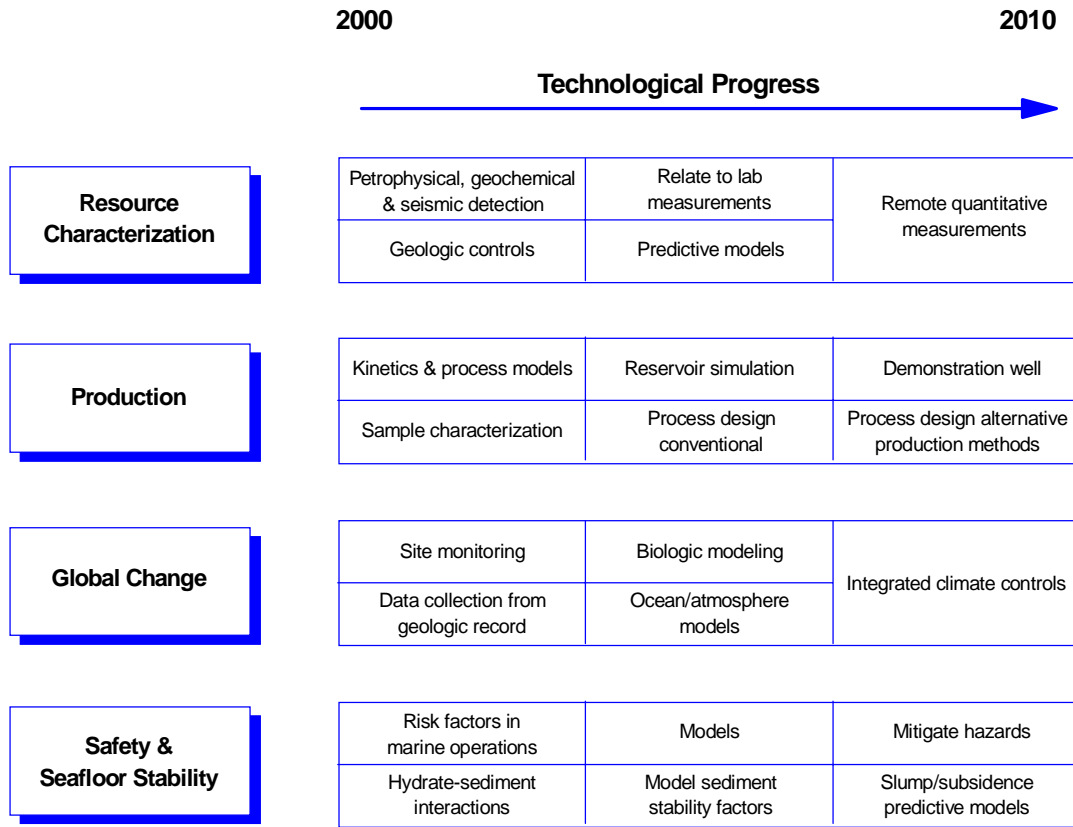 2000
2010
Technological Progress
Resource
Characterization
Petrophysical, geochemical
& seismic detection
Relate to lab
measurements
Remote quantitative
measurements
Geologic controls
Predictive models
Production
Kinetics & process models
Reservoir simulation
Demonstration well
Sample characterization
Process design
conventional
Process design alternative
production methods
Global Change
Site monitoring
Biologic modeling
Integrated climate controls
Data collection from
geologic record
Ocean/atmosphere
models
Safety &
Seafloor Stability
Risk factors in
marine operations
Models
Mitigate hazards
Hydrate-sediment
interactions
Model sediment
stability factors
Slump/subsidence
predictive models